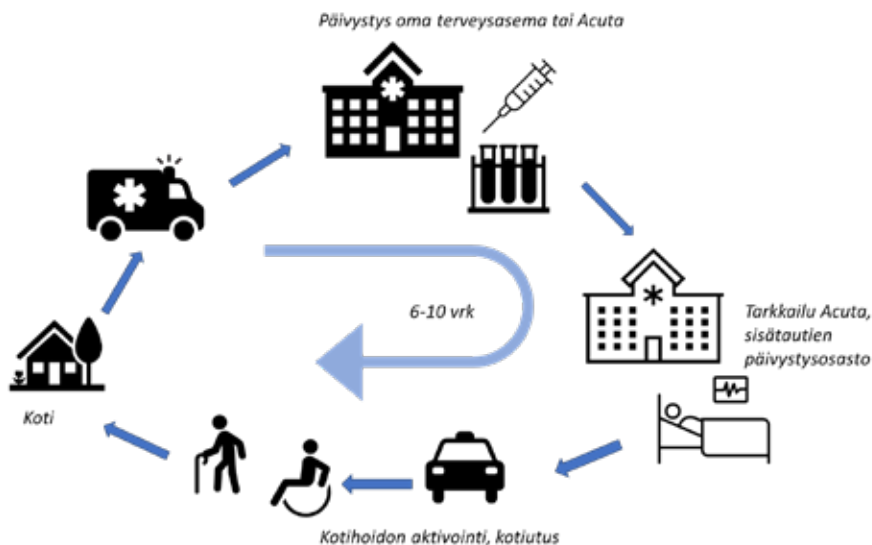 Päivystys oma terveysasema tai Acuta
6-10 vrk
Tarkkailu Acuta,
sisätautien
päivystysosasto
Koti
Kotihoidon aktivointi, kotiutus